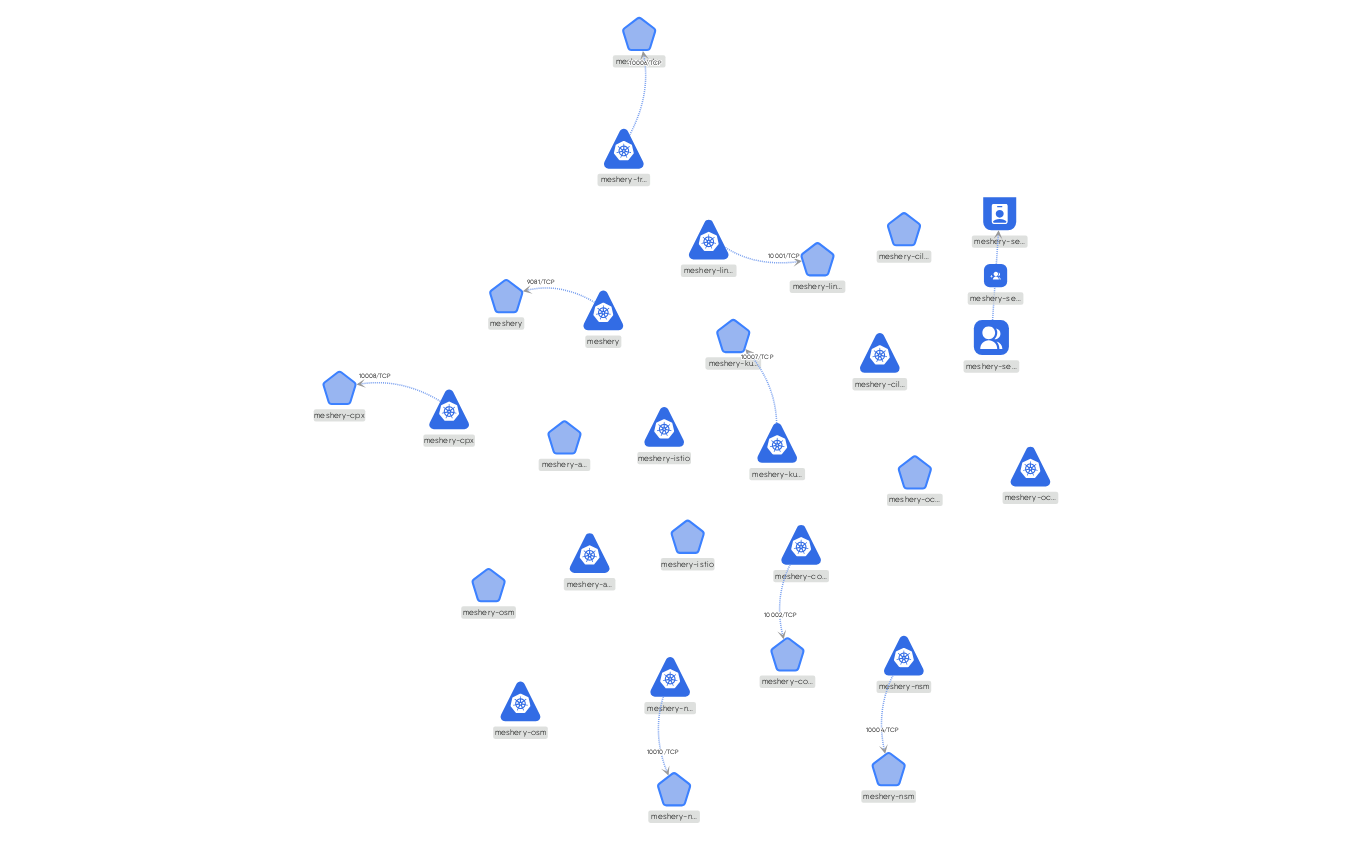 10006/TCP
meshery-tr...
meshery-se...
meshery-lin...
10001/TCP
meshery-cil...
meshery-lin...
meshery-se...
9081/TCP
meshery
meshery
meshery-ku...
10007/TCP
meshery-se...
10008/TCP
meshery-cil...
meshery-cpx
meshery-cpx
meshery-a...
meshery-istio
meshery-ku...
meshery-oc...
meshery-oc...
meshery-istio
meshery-co...
meshery-a...
meshery-osm
10002/TCP
meshery-co...
meshery-nsm
meshery-n...
meshery-osm
10004/TCP
10010/TCP
meshery-nsm
meshery-n...